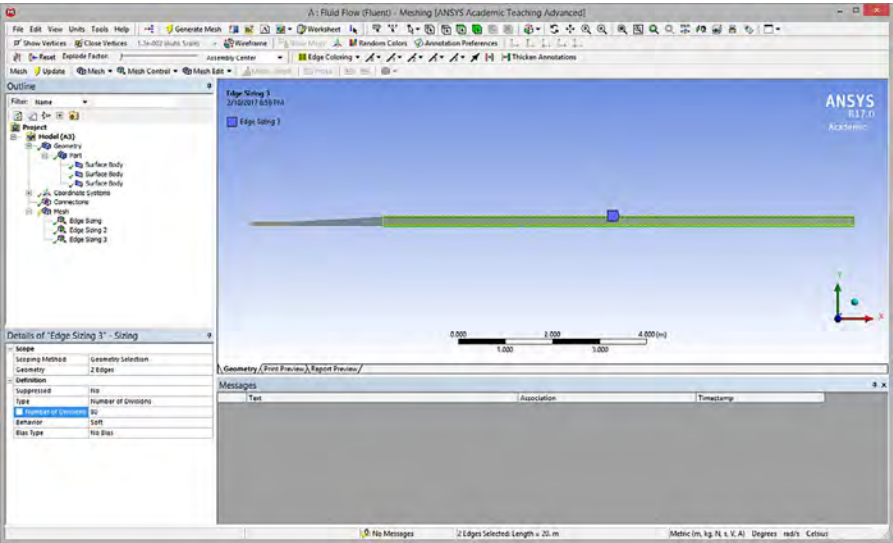 A : Fluid Flow (Fluent) - Meshing [ANSYS Academic Teaching Advanced]
File Edit View Units Tools Help Generate Mesh Worksheet
Show Vertices Close Vertices Wireframe Show Mesh Random Colors Annotation Preferences
Reset Explode Factor: Assembly Center Edge Coloring Thicken Annotations
Mesh Update Mesh Mesh Control Mesh Edit
Outline
Filter: Name
Project
Model (A3)
Geometry
Part
Surface Body
Surface Body
Surface Body
Coordinate Systems
Connections
Mesh
Edge Sizing
Edge Sizing 2
Edge Sizing 3
Details of "Edge Sizing 3" - Sizing
Scope
Scoping Method Geometry Selection
Geometry 2 Edges
Definition
Suppressed No
Type Number of Divisions
Number of Divisions
Behavior Soft
Bias Type No Bias
Edge Sizing 3
Edge Sizing 3
ANSYS
R17.0
Academic
Y
X
0.000 2.000 4.000 (m)
1.000 3.000
Geometry Print Preview Report Preview
Messages
Text Association Timestamp
No Messages 2 Edges Selected: Length = 20. m Metric (m, kg, N, s, V, A) Degrees rad/s Celsius